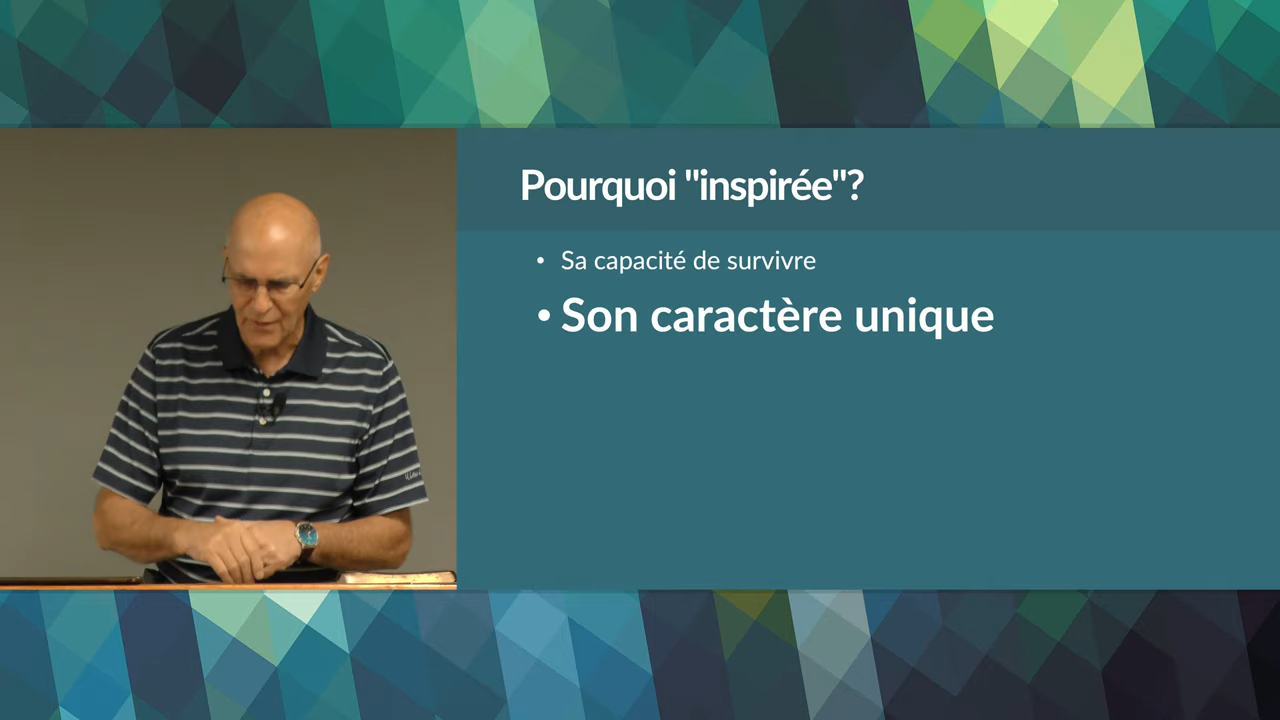 Pourquoi "inspirée"?
• Sa capacité de survivre
• Son caractère unique